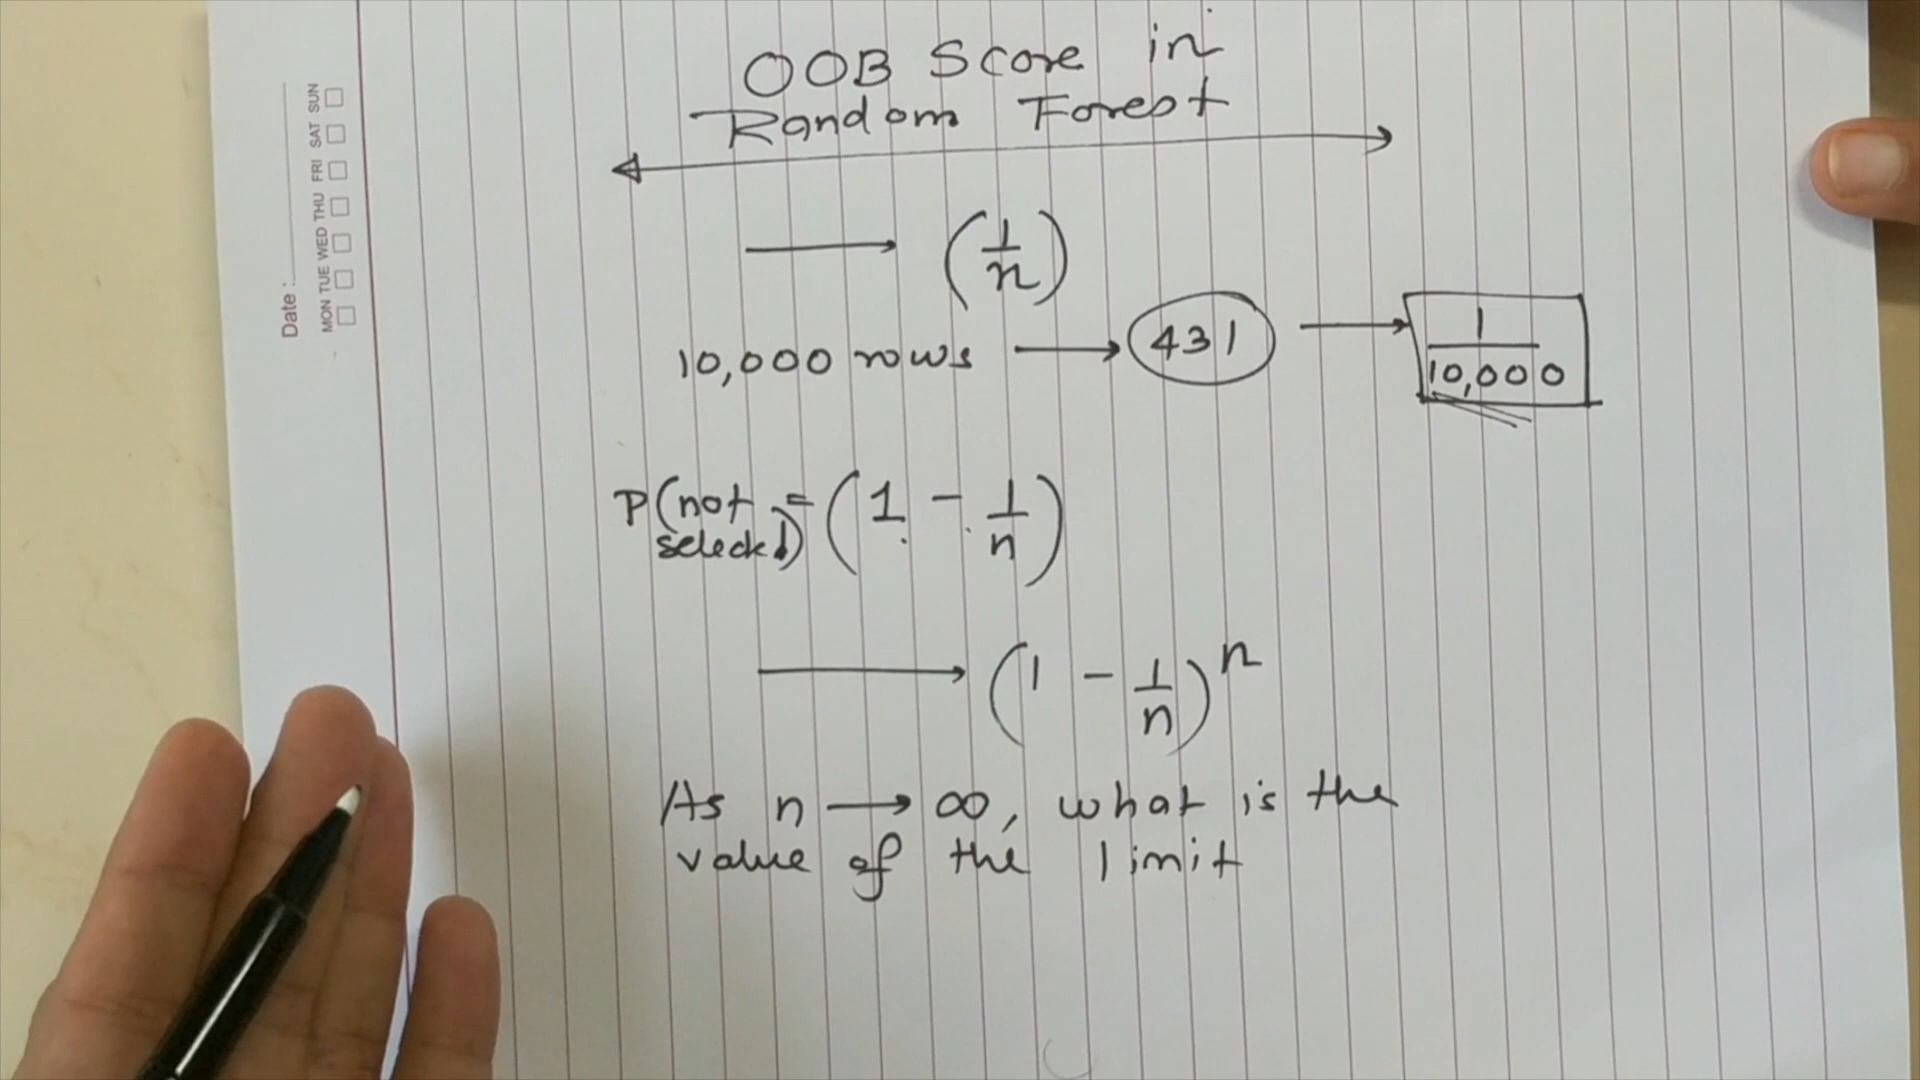 OOB Score in
Random Forest
Date :
MON TUE WED THU FRI SAT SUN
(1/n)
10,000 rows → 431 → 1/10,000
P(not selected) = (1 - 1/n)
→ (1 - 1/n)^n
As n → ∞, what is the
value of the limit